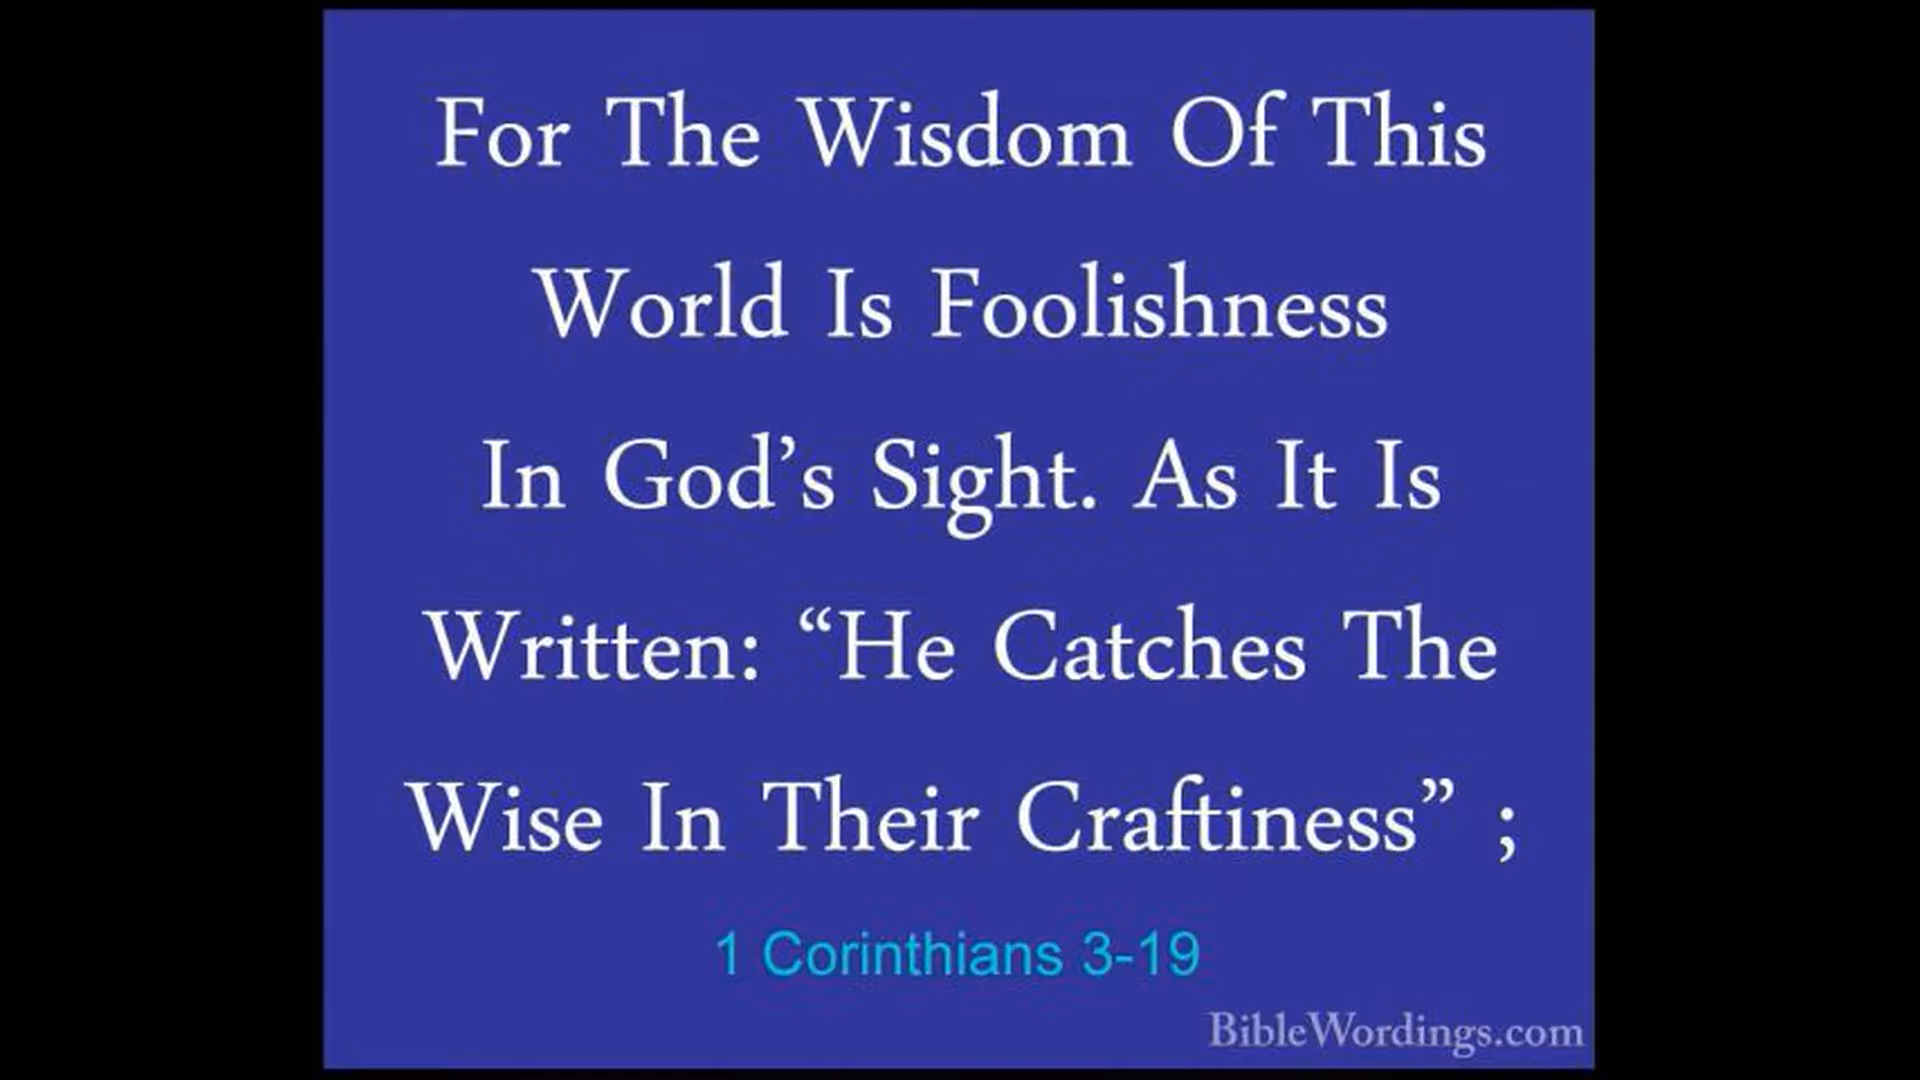 For The Wisdom Of This
World Is Foolishness
In God’s Sight. As It Is
Written: “He Catches The
Wise In Their Craftiness” ;
1 Corinthians 3-19
BibleWordings.com